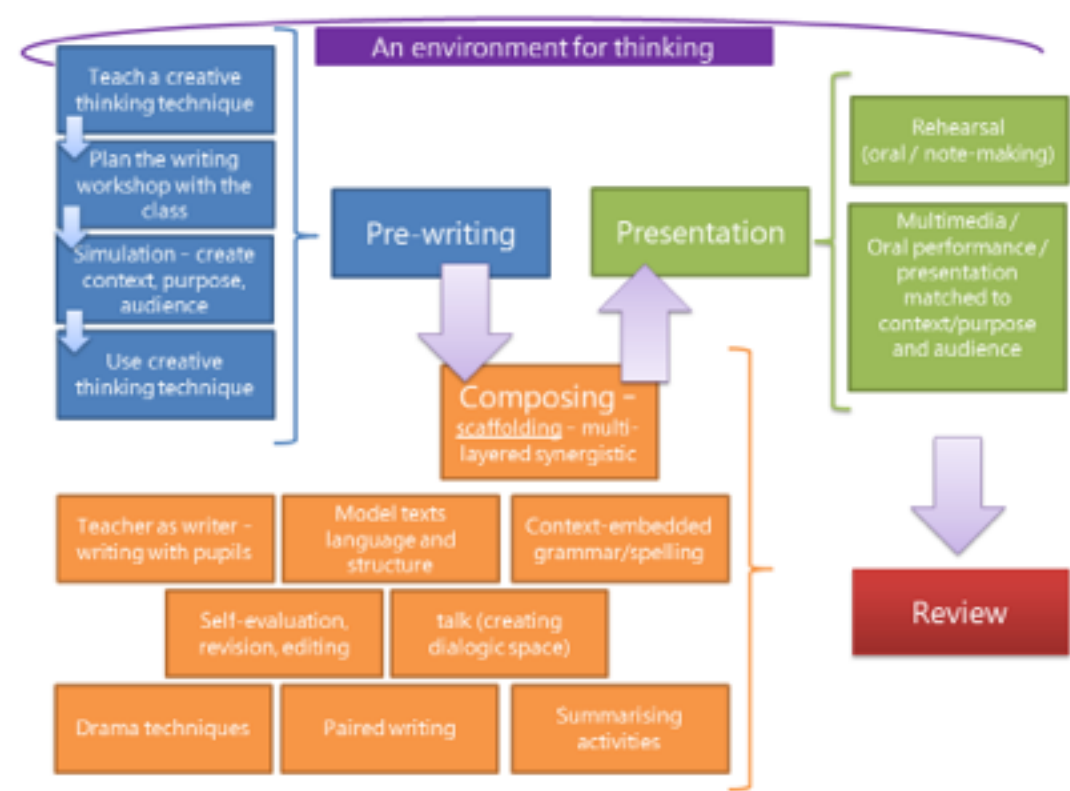 An environment for thinking
Teach a creative
thinking technique
Plan the writing
workshop with the
class
Simulation – create
context, purpose,
audience
Use creative
thinking technique
Pre-writing
Presentation
Rehearsal
(oral / note-making)
Multimedia /
Oral performance /
presentation
matched to
context/purpose
and audience
Composing –
scaffolding – multi-
layered synergistic
Teacher as writer –
writing with pupils
Model texts
language and
structure
Context-embedded
grammar/spelling
Self-evaluation,
revision, editing
talk (creating
dialogic space)
Drama techniques
Paired writing
Summarising
activities
Review